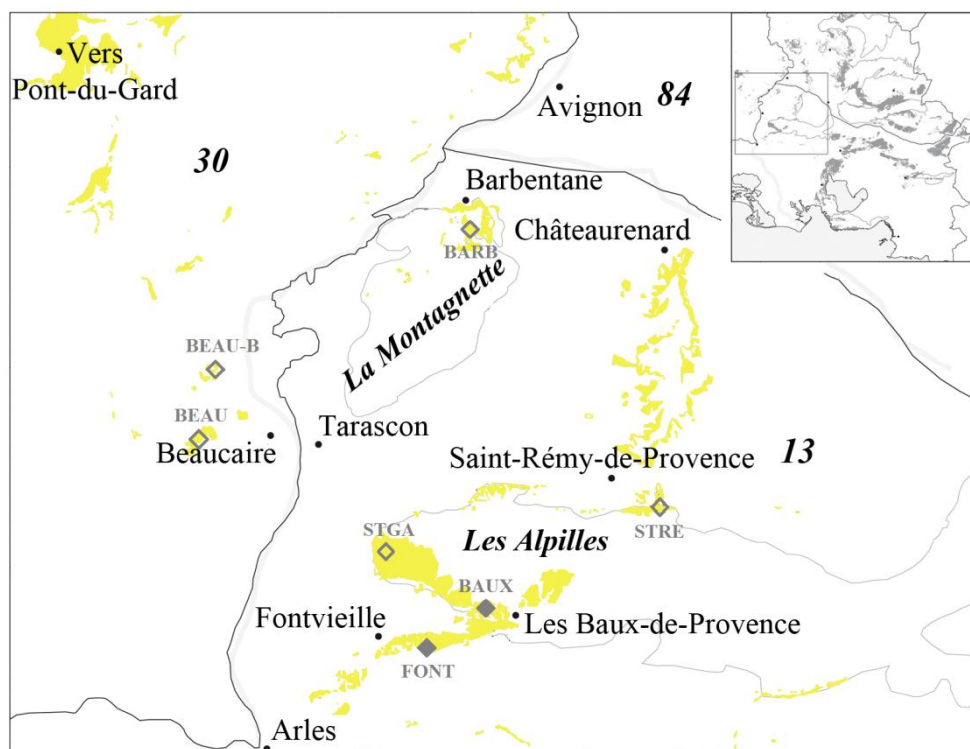 Vers
Pont-du-Gard
Avignon
84
30
Barbentane
BARB
Châteaurenard
La Montagnette
BEAU-B
BEAU
Beaucaire
Tarascon
Saint-Rémy-de-Provence
13
STRE
STGA
Les Alpilles
BAUX
Fontvieille
Les Baux-de-Provence
FONT
Arles